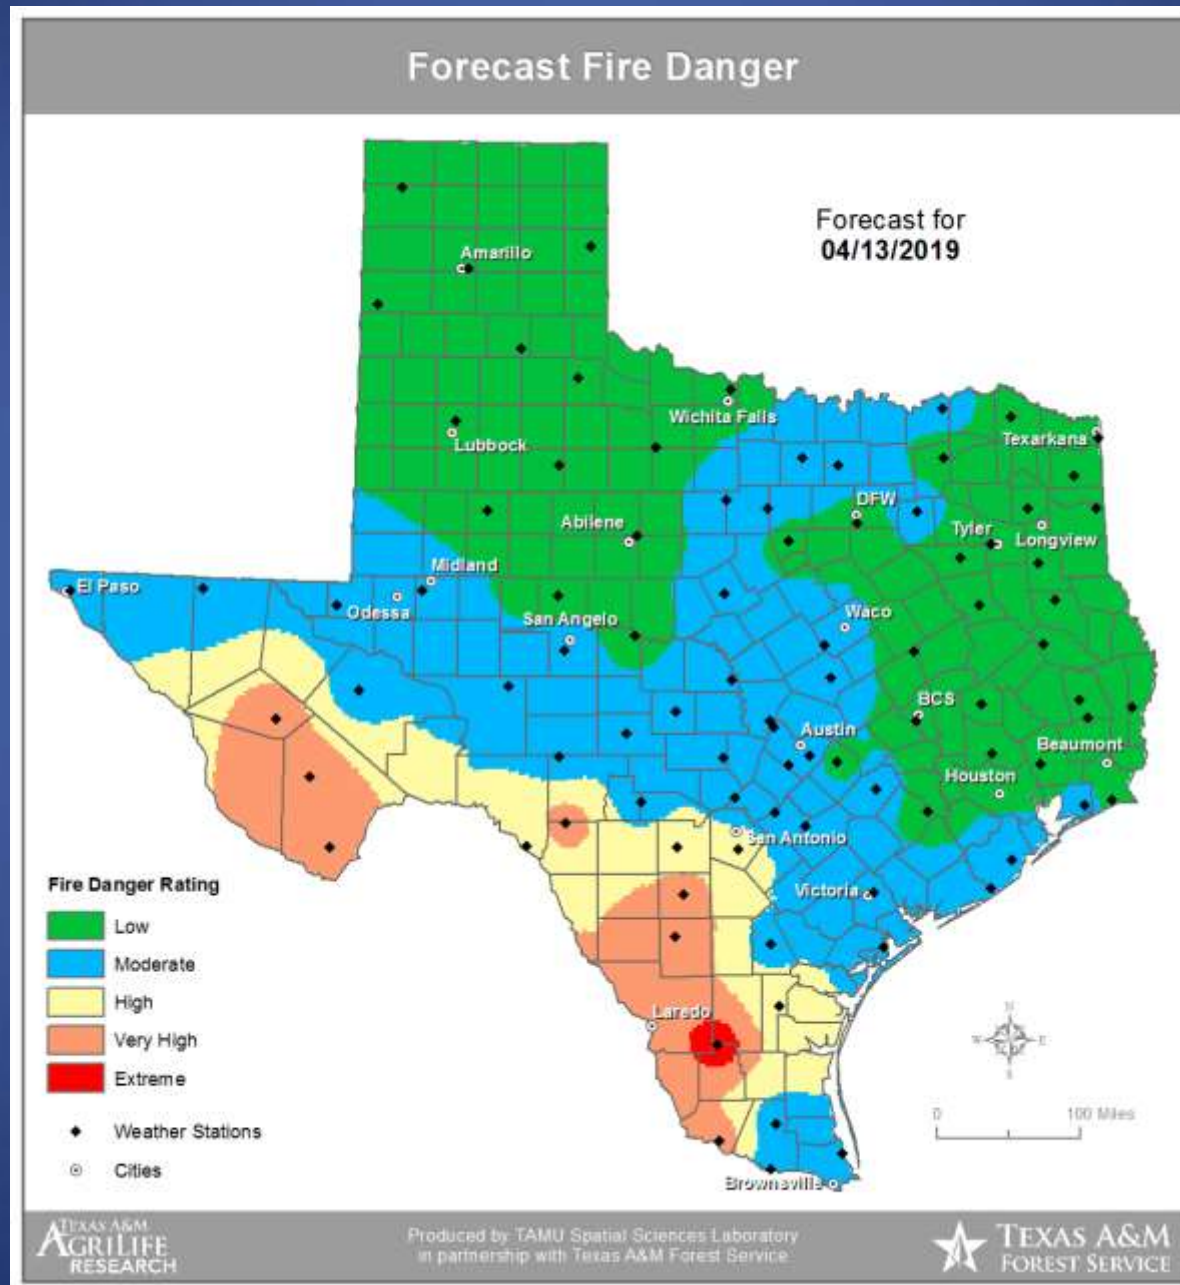 Forecast Fire Danger
Forecast for
04/13/2019
Amarillo
Wichita Falls
Lubbock
Texarkana
DFW
Abilene
Tyler
Longview
Midland
El Paso
Odessa
San Angelo
Waco
BCS
Austin
Beaumont
Houston
San Antonio
Victoria
Laredo
Brownsville
Fire Danger Rating
Low
Moderate
High
Very High
Extreme
Weather Stations
Cities
N
W E
S
0 100 Miles
TEXAS A&M
AGRILIFE
RESEARCH
Produced by TAMU Spatial Sciences Laboratory
in partnership with Texas A&M Forest Service
TEXAS A&M
FOREST SERVICE